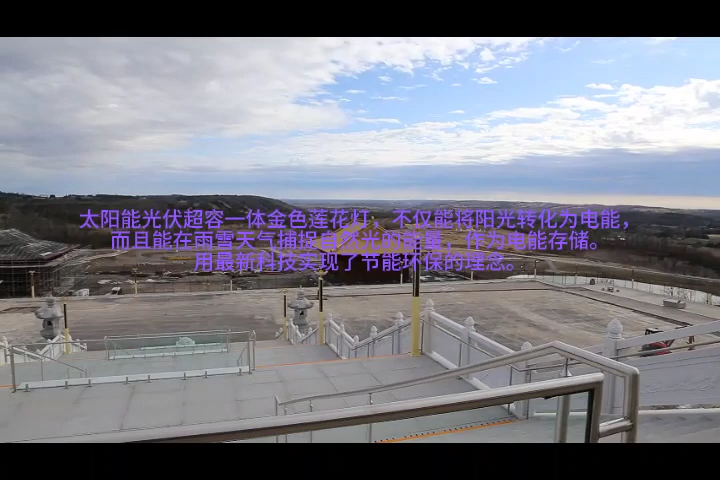 太阳能光伏超容一体金色莲花灯，不仅能将阳光转化为电能，
而且能在雨雪天气捕捉自然光的能量，作为电能存储。
用最新科技实现了节能环保的理念。